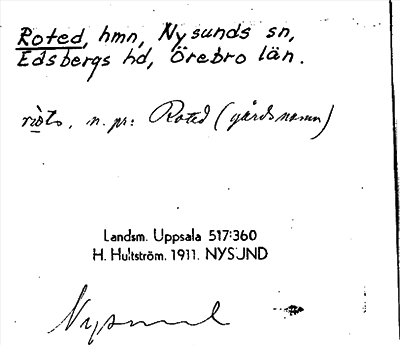 Roted, hmn, Nysunds sn,
Edsbergs hd, Örebro län.
n. pr: Roted (gårdsnamn)
Landsm. Uppsala 517:360
H. Hultström. 1911. NYSUND
Nysund